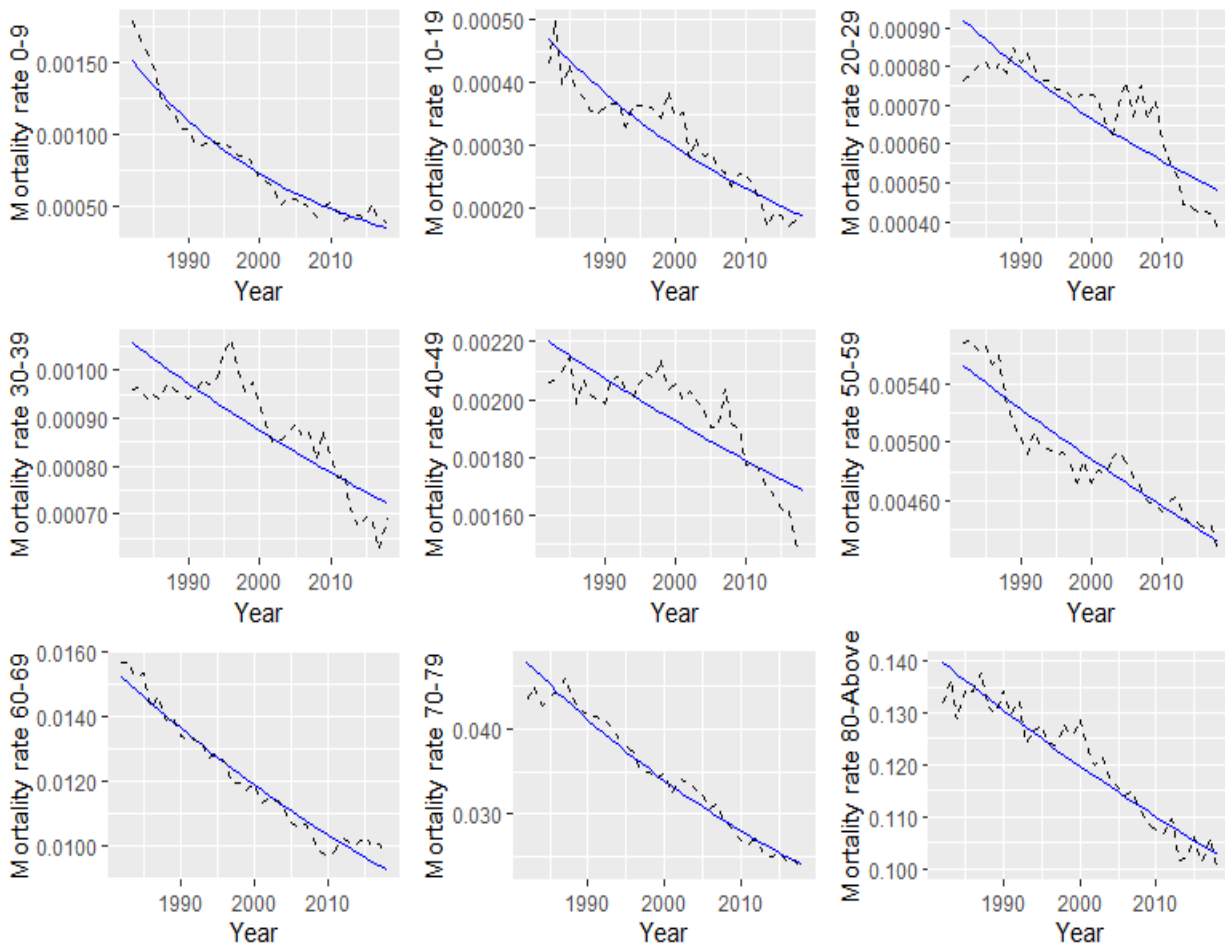 Mortality rate 0-9
0.00150
0.00100
0.00050
1990 2000 2010
Year
Mortality rate 10-19
0.00050
0.00040
0.00030
0.00020
1990 2000 2010
Year
Mortality rate 20-29
0.00090
0.00080
0.00070
0.00060
0.00050
0.00040
1990 2000 2010
Year
Mortality rate 30-39
0.00100
0.00090
0.00080
0.00070
1990 2000 2010
Year
Mortality rate 40-49
0.00220
0.00200
0.00180
0.00160
1990 2000 2010
Year
Mortality rate 50-59
0.00540
0.00500
0.00460
1990 2000 2010
Year
Mortality rate 60-69
0.0160
0.0140
0.0120
0.0100
1990 2000 2010
Year
Mortality rate 70-79
0.040
0.030
1990 2000 2010
Year
Mortality rate 80-Above
0.140
0.130
0.120
0.110
0.100
1990 2000 2010
Year